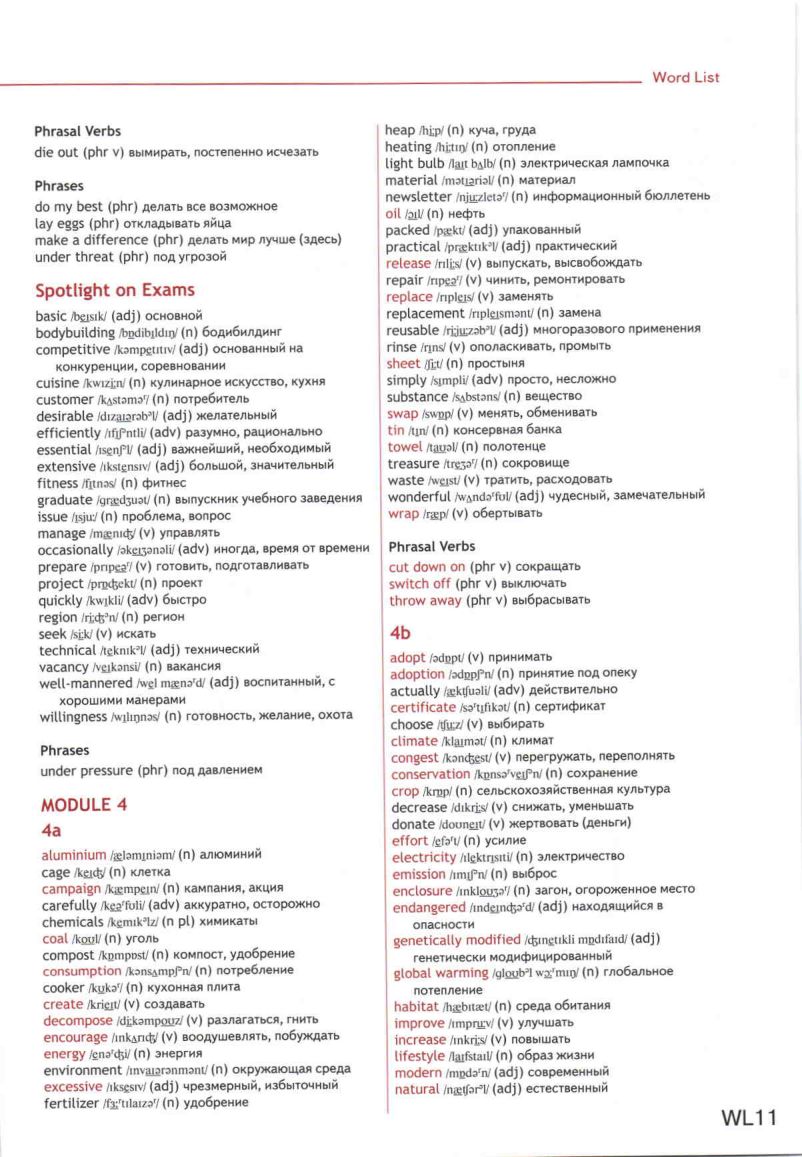 Word List
Phrasal Verbs
die out (phr v) вымирать, постепенно исчезать
Phrases
do my best (phr) делать все возможное
lay eggs (phr) откладывать яйца
make a difference (phr) делать мир лучше (здесь)
under threat (phr) под угрозой
Spotlight on Exams
basic /beɪsɪk/ (adj) основной
bodybuilding /bɒdibɪldɪŋ/ (n) бодибилдинг
competitive /kəmpetɪtɪv/ (adj) основанный на
конкуренции, соревновании
cuisine /kwɪziːn/ (n) кулинарное искусство, кухня
customer /kʌstəməʳ/ (n) потребитель
desirable /dɪzaɪərəbᵊl/ (adj) желательный
efficiently /ɪfɪʃᵊntli/ (adv) разумно, рационально
essential /ɪsenʃᵊl/ (adj) важнейший, необходимый
extensive /ɪkstensɪv/ (adj) большой, значительный
fitness /fɪtnəs/ (n) фитнес
graduate /grædʒuət/ (n) выпускник учебного заведения
issue /ɪsjuː/ (n) проблема, вопрос
manage /mænɪdʒ/ (v) управлять
occasionally /əkeɪʒənəli/ (adv) иногда, время от времени
prepare /prɪpeəʳ/ (v) готовить, подготавливать
project /prɒdʒekt/ (n) проект
quickly /kwɪkli/ (adv) быстро
region /riːdʒᵊn/ (n) регион
seek /siːk/ (v) искать
technical /teknɪkᵊl/ (adj) технический
vacancy /veɪkənsi/ (n) вакансия
well-mannered /wel mænəʳd/ (adj) воспитанный, с
хорошими манерами
willingness /wɪlɪŋnəs/ (n) готовность, желание, охота
Phrases
under pressure (phr) под давлением
MODULE 4
4a
aluminium /æləmɪniəm/ (n) алюминий
cage /keɪdʒ/ (n) клетка
campaign /kæmpeɪn/ (n) кампания, акция
carefully /keəʳfʊli/ (adv) аккуратно, осторожно
chemicals /kemɪkᵊlz/ (n pl) химикаты
coal /koʊl/ (n) уголь
compost /kɒmpɒst/ (n) компост, удобрение
consumption /kənsʌmpʃᵊn/ (n) потребление
cooker /kʊkəʳ/ (n) кухонная плита
create /krieɪt/ (v) создавать
decompose /diːkəmpoʊz/ (v) разлагаться, гнить
encourage /ɪnkʌrɪdʒ/ (v) воодушевлять, побуждать
energy /enəʳdʒi/ (n) энергия
environment /ɪnvaɪərənmənt/ (n) окружающая среда
excessive /ɪksesɪv/ (adj) чрезмерный, избыточный
fertilizer /fɜːʳtɪlaɪzəʳ/ (n) удобрение
heap /hiːp/ (n) куча, груда
heating /hiːtɪŋ/ (n) отопление
light bulb /laɪt bʌlb/ (n) электрическая лампочка
material /mətɪəriəl/ (n) материал
newsletter /njuːzletəʳ/ (n) информационный бюллетень
oil /ɔɪl/ (n) нефть
packed /pækt/ (adj) упакованный
practical /præktɪkᵊl/ (adj) практический
release /rɪliːs/ (v) выпускать, высвобождать
repair /rɪpeəʳ/ (v) чинить, ремонтировать
replace /rɪpleɪs/ (v) заменять
replacement /rɪpleɪsmənt/ (n) замена
reusable /riːjuːzəbᵊl/ (adj) многоразового применения
rinse /rɪns/ (v) ополаскивать, промыть
sheet /ʃiːt/ (n) простыня
simply /sɪmpli/ (adv) просто, несложно
substance /sʌbstəns/ (n) вещество
swap /swɒp/ (v) менять, обменивать
tin /tɪn/ (n) консервная банка
towel /taʊəl/ (n) полотенце
treasure /treʒəʳ/ (n) сокровище
waste /weɪst/ (v) тратить, расходовать
wonderful /wʌndəʳfʊl/ (adj) чудесный, замечательный
wrap /ræp/ (v) обертывать
Phrasal Verbs
cut down on (phr v) сокращать
switch off (phr v) выключать
throw away (phr v) выбрасывать
4b
adopt /ədɒpt/ (v) принимать
adoption /ədɒpʃᵊn/ (n) принятие под опеку
actually /æktʃuəli/ (adv) действительно
certificate /səʳtɪfɪkət/ (n) сертификат
choose /tʃuːz/ (v) выбирать
climate /klaɪmət/ (n) климат
congest /kəndʒest/ (v) перегружать, переполнять
conservation /kɒnsəʳveɪʃᵊn/ (n) сохранение
crop /krɒp/ (n) сельскохозяйственная культура
decrease /dɪkriːs/ (v) снижать, уменьшать
donate /doʊneɪt/ (v) жертвовать (деньги)
effort /efəʳt/ (n) усилие
electricity /ɪlektrɪsɪti/ (n) электричество
emission /ɪmɪʃᵊn/ (n) выброс
enclosure /ɪnkloʊʒəʳ/ (n) загон, огороженное место
endangered /ɪndeɪndʒəʳd/ (adj) находящийся в
опасности
genetically modified /dʒɪnetɪkli mɒdɪfaɪd/ (adj)
генетически модифицированный
global warming /gloʊbᵊl wɔːʳmɪŋ/ (n) глобальное
потепление
habitat /hæbɪtæt/ (n) среда обитания
improve /ɪmpruːv/ (v) улучшать
increase /ɪnkriːs/ (v) повышать
lifestyle /laɪfstaɪl/ (n) образ жизни
modern /mɒdəʳn/ (adj) современный
natural /nætʃərᵊl/ (adj) естественный
WL11